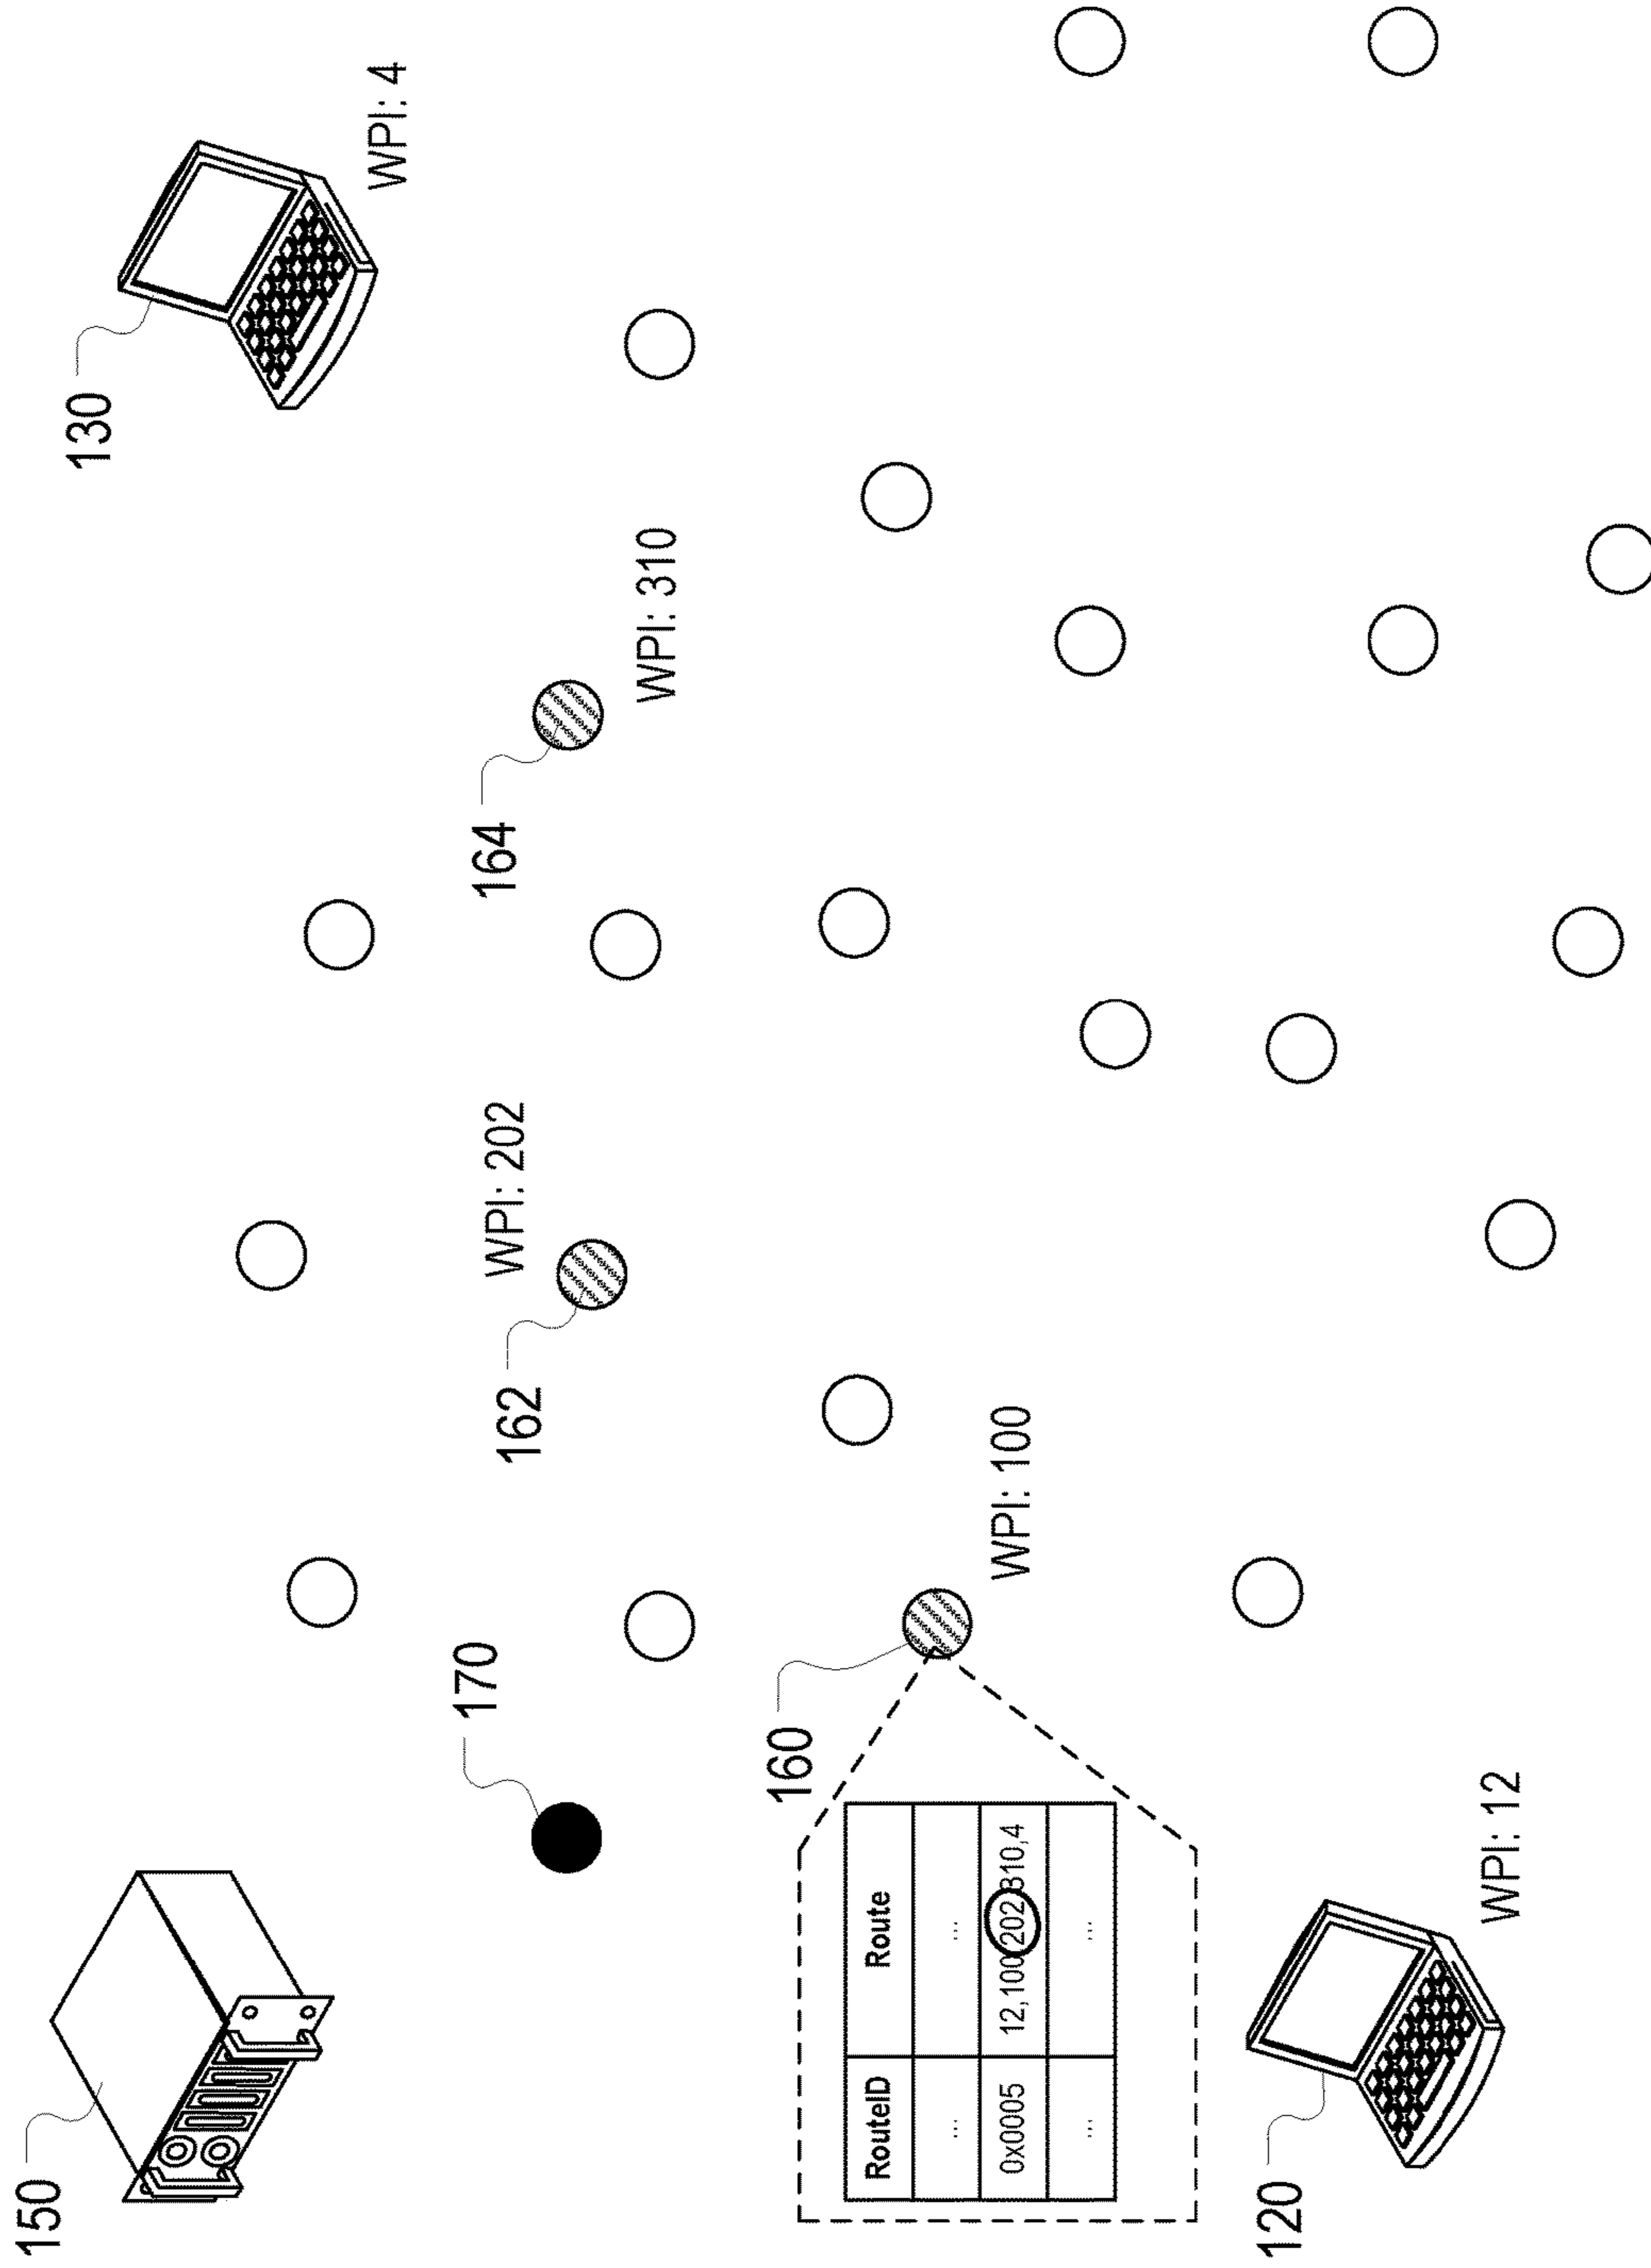 150
130
WPI: 4
170
162
WPI: 202
164
WPI: 310
160
RouteID Route
... ...
0x0005 12,100,202,310,4
... ...
WPI: 100
120
WPI: 12